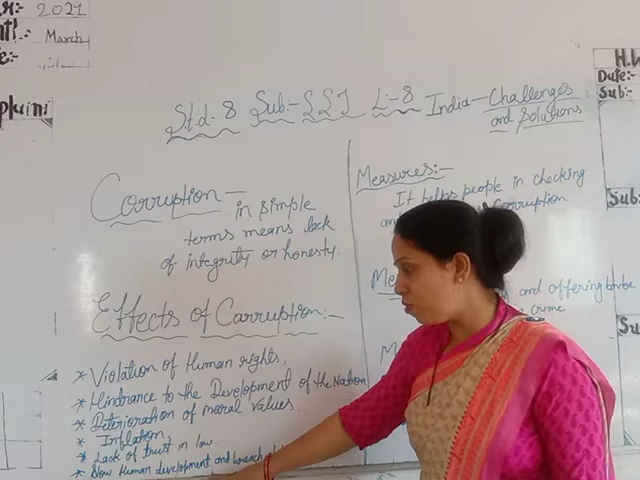 2021
March
Std:- 8 Sub:- SST L:- 8 India - Challenges
and Solutions
Corruption -
in simple
terms means lack
of integrity or honesty.
Effects of Corruption:-
* Violation of Human rights,
* Hindrance to the Development of the Nation
* Deterioration of moral values.
* Inflation,
* Lack of trust in law.
* Slow Human development and breach
Measures:-
It helps people in checking
Corruption
and offering bribe
crime
H.W
Date:-
Sub:-
Sub:
Su